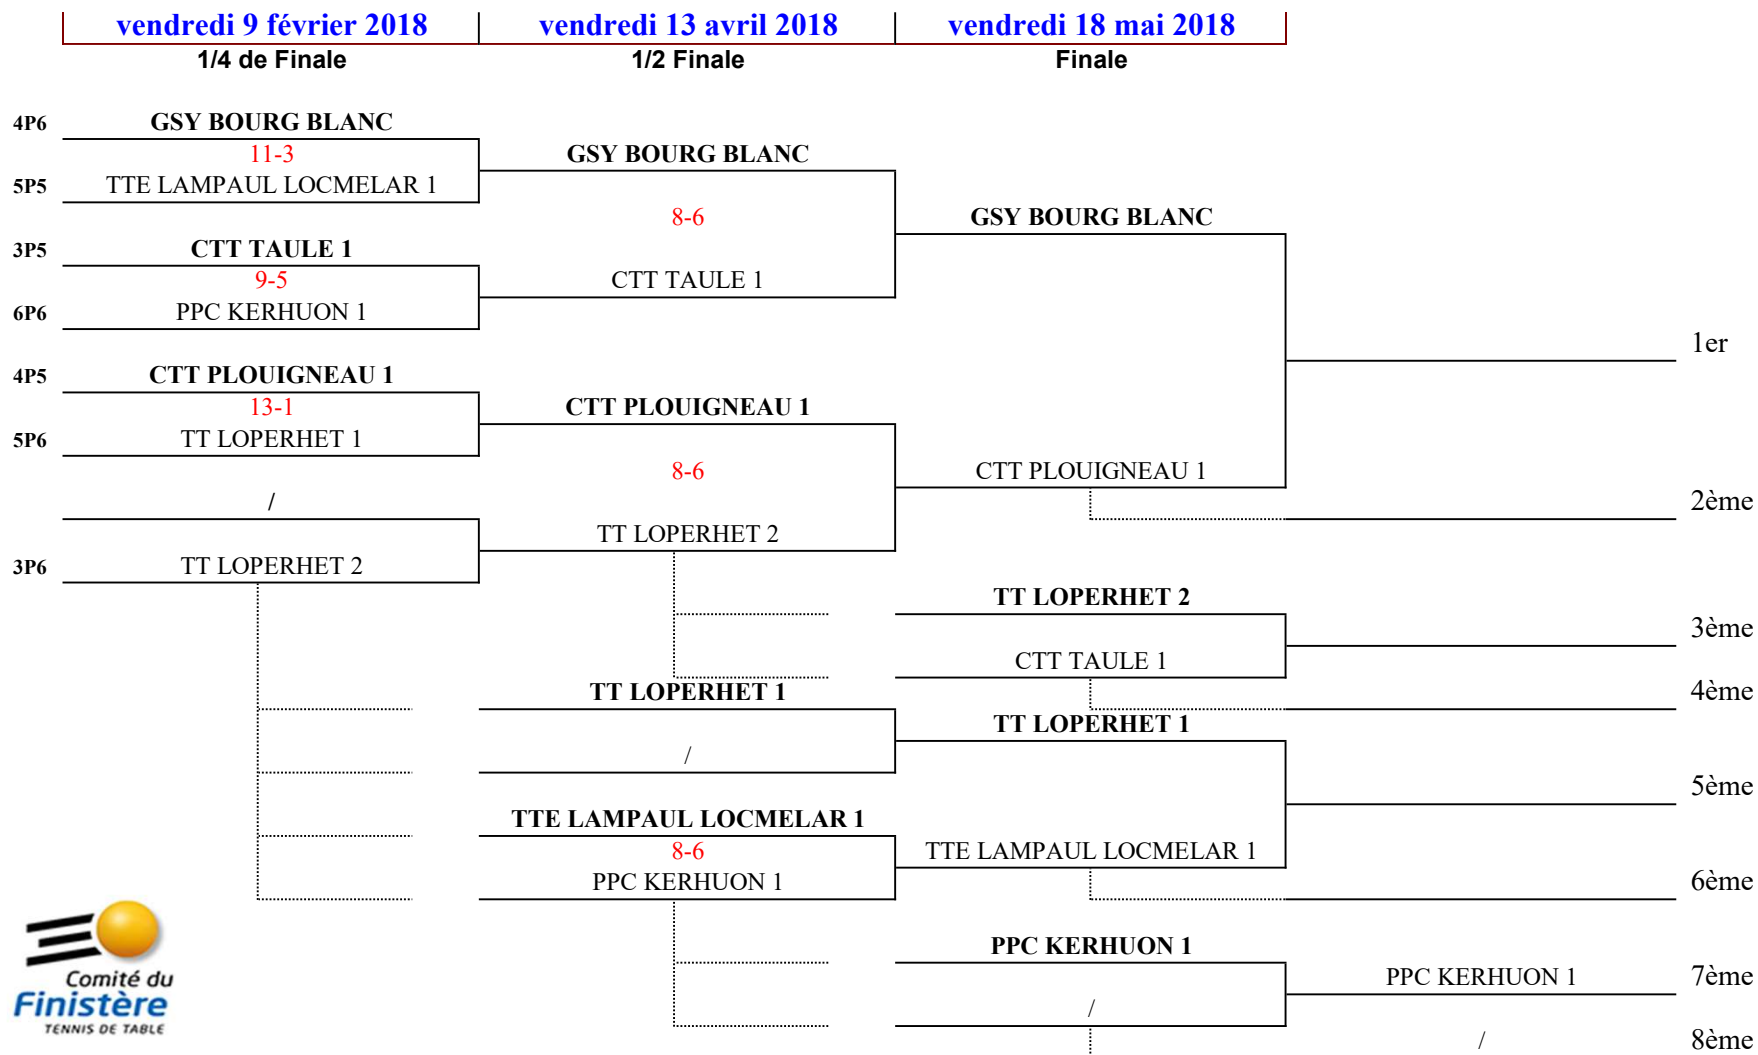 vendredi 9 février 2018 vendredi 13 avril 2018 vendredi 18 mai 2018
1/4 de Finale 1/2 Finale Finale
4P6 GSY BOURG BLANC
11-3 GSY BOURG BLANC
5P5 TTE LAMPAUL LOCMELAR 1
8-6 GSY BOURG BLANC
3P5 CTT TAULE 1
9-5 CTT TAULE 1
6P6 PPC KERHUON 1
1er
4P5 CTT PLOUIGNEAU 1
13-1 CTT PLOUIGNEAU 1
5P6 TT LOPERHET 1
8-6 CTT PLOUIGNEAU 1
/ 2ème
TT LOPERHET 2
3P6 TT LOPERHET 2
TT LOPERHET 2
3ème
CTT TAULE 1
TT LOPERHET 1 4ème
TT LOPERHET 1
/
5ème
TTE LAMPAUL LOCMELAR 1
8-6 TTE LAMPAUL LOCMELAR 1
PPC KERHUON 1 6ème
PPC KERHUON 1
PPC KERHUON 1 7ème
/
/ 8ème
Comité du
Finistère
TENNIS DE TABLE